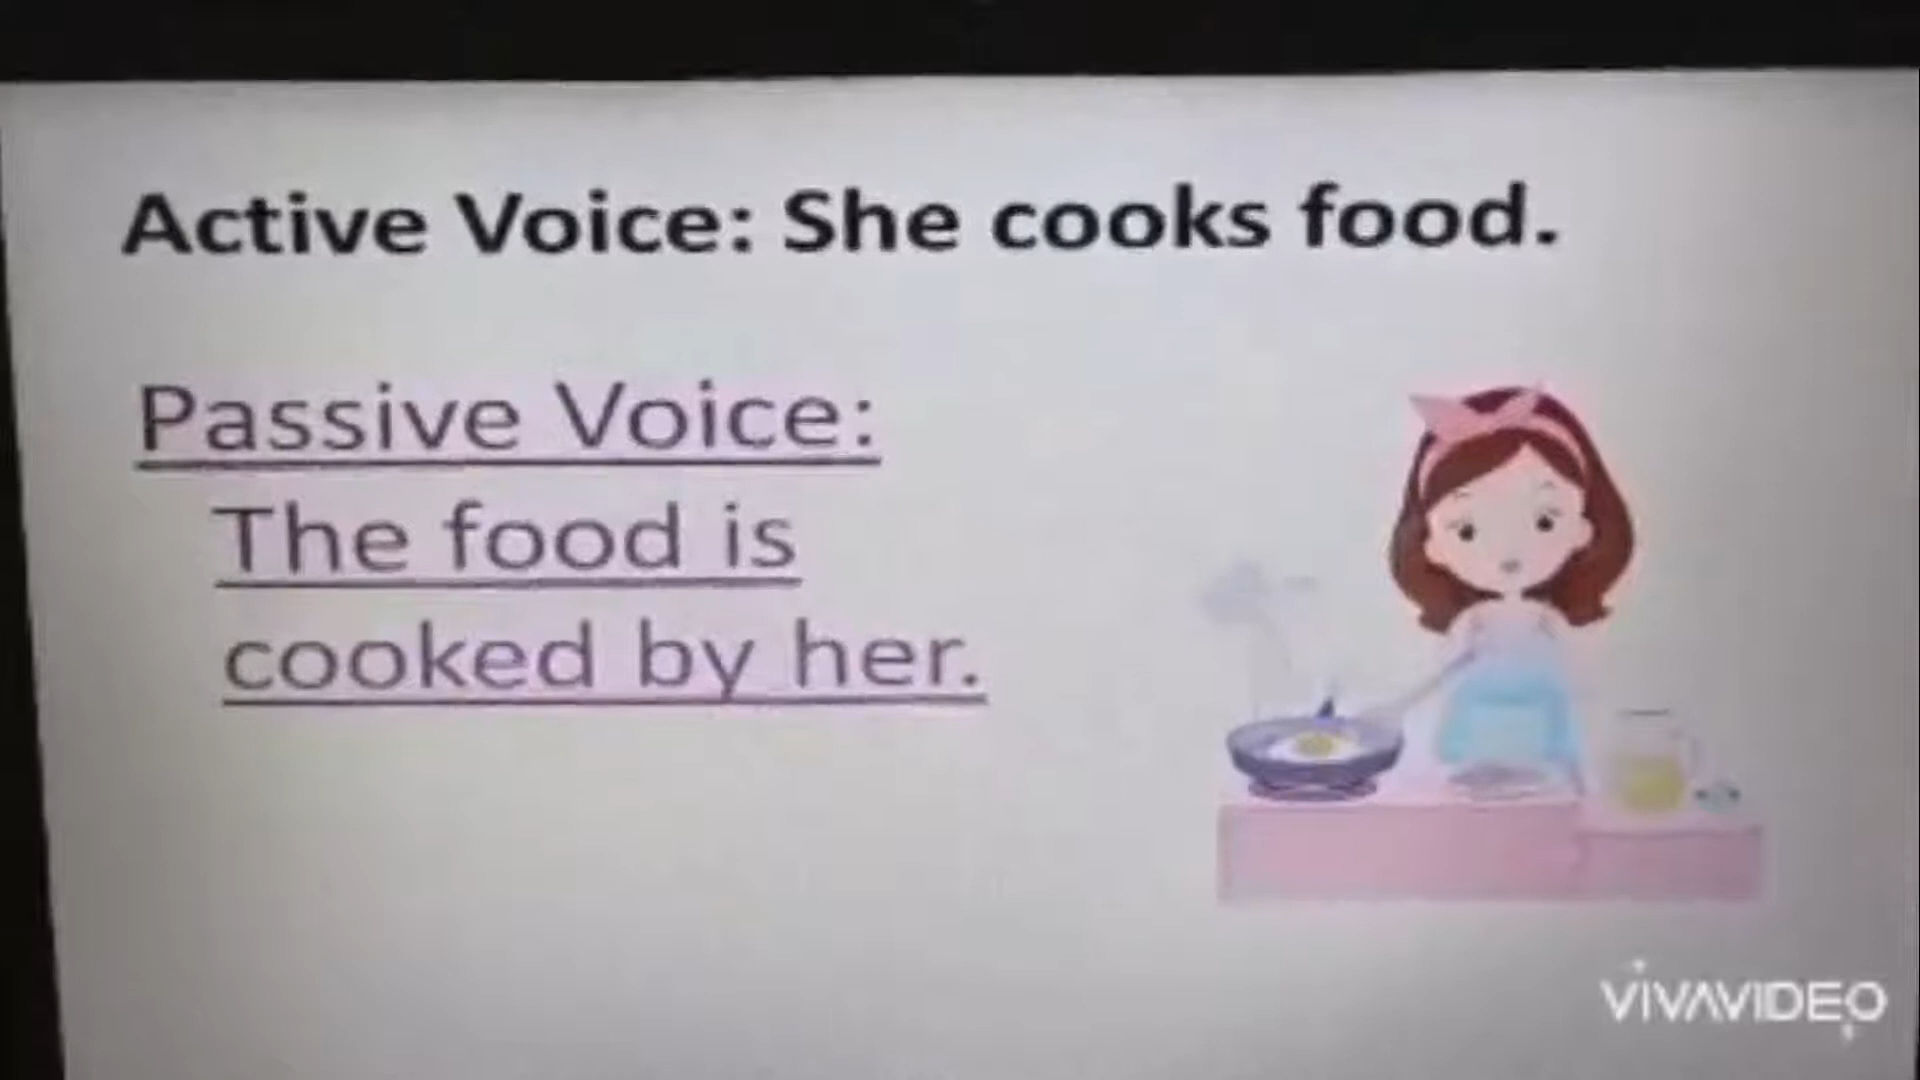 Active Voice: She cooks food.
Passive Voice:
The food is
cooked by her.
VIVAVIDEO